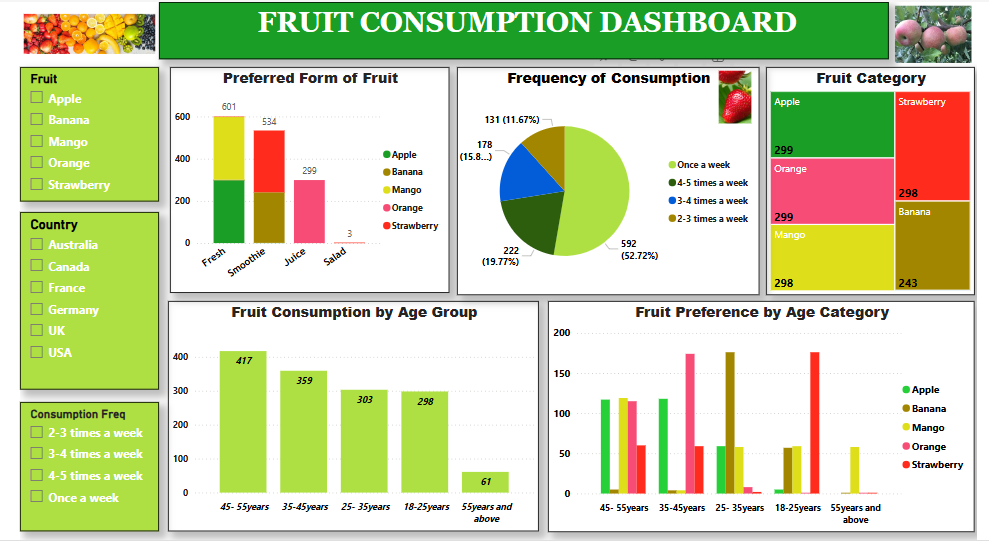 FRUIT CONSUMPTION DASHBOARD
Fruit
Apple
Banana
Mango
Orange
Strawberry
Country
Australia
Canada
France
Germany
UK
USA
Consumption Freq
2-3 times a week
3-4 times a week
4-5 times a week
Once a week
Preferred Form of Fruit
600
400
200
0
601
534
299
3
Fresh
Smoothie
Juice
Salad
Apple
Banana
Mango
Orange
Strawberry
Frequency of Consumption
131 (11.67%)
178
(15.8...)
222
(19.77%)
592
(52.72%)
Once a week
4-5 times a week
3-4 times a week
2-3 times a week
Fruit Category
Apple
299
Orange
299
Mango
298
Strawberry
298
Banana
243
Fruit Consumption by Age Group
400
300
200
100
0
417
359
303
298
61
45- 55years
35-45years
25- 35years
18-25years
55years and
above
Fruit Preference by Age Category
200
150
100
50
0
45- 55years
35-45years
25- 35years
18-25years
55years and
above
Apple
Banana
Mango
Orange
Strawberry